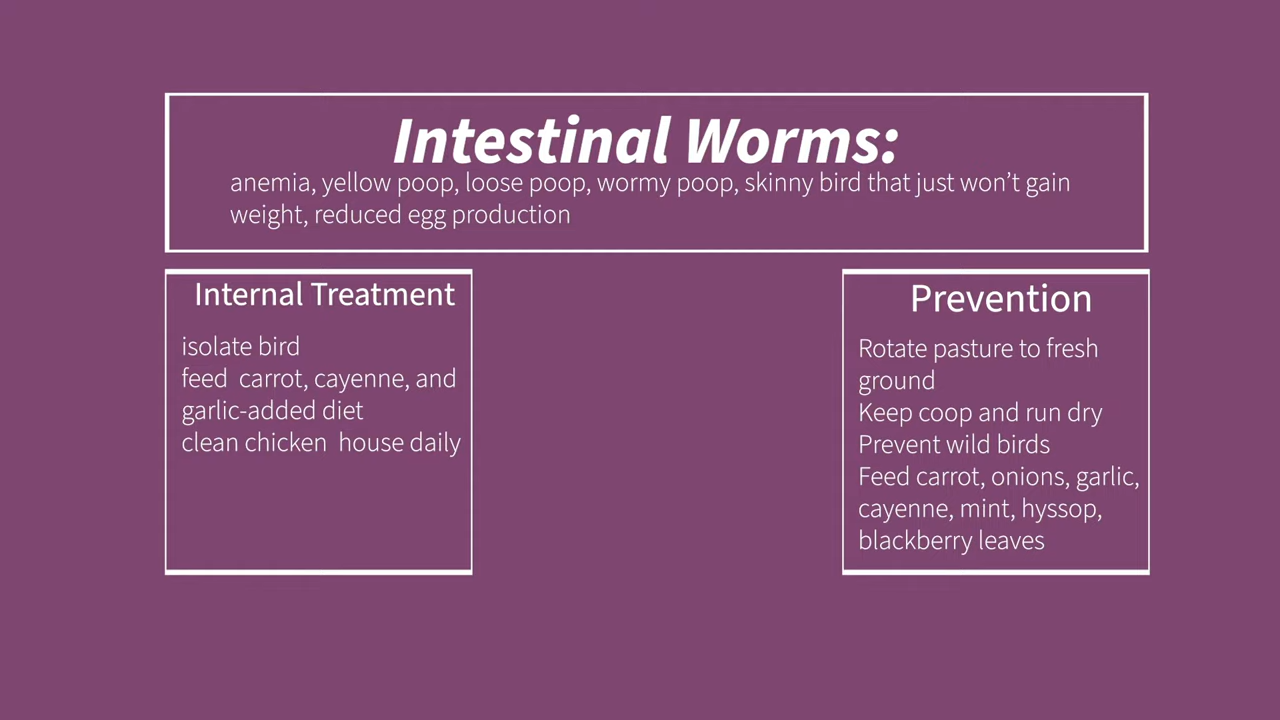 Intestinal Worms:
anemia, yellow poop, loose poop, wormy poop, skinny bird that just won’t gain
weight, reduced egg production
Internal Treatment
isolate bird
feed  carrot, cayenne, and
garlic-added diet
clean chicken  house daily
Prevention
Rotate pasture to fresh
ground
Keep coop and run dry
Prevent wild birds
Feed carrot, onions, garlic,
cayenne, mint, hyssop,
blackberry leaves